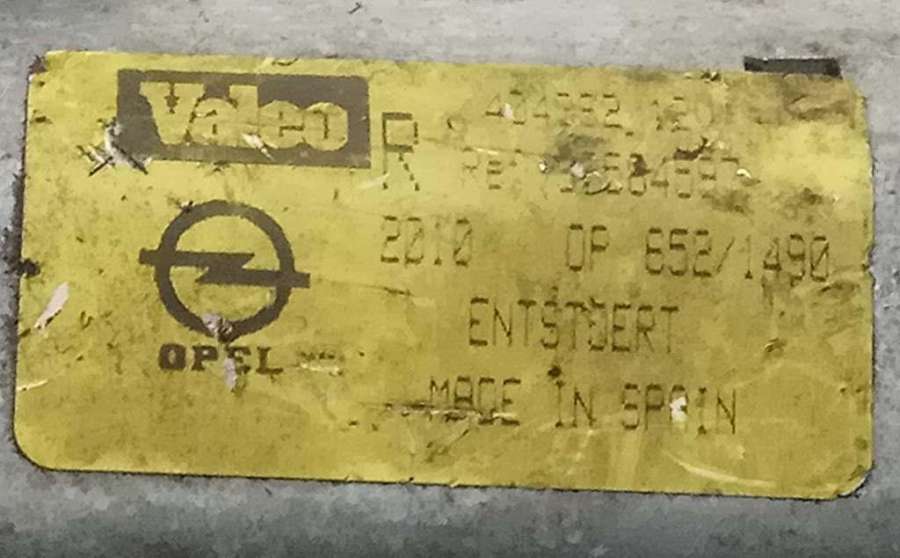 Valeo
R
OPEL
2010 OP 852/1490
ENTSTOERT
MADE IN SPAIN